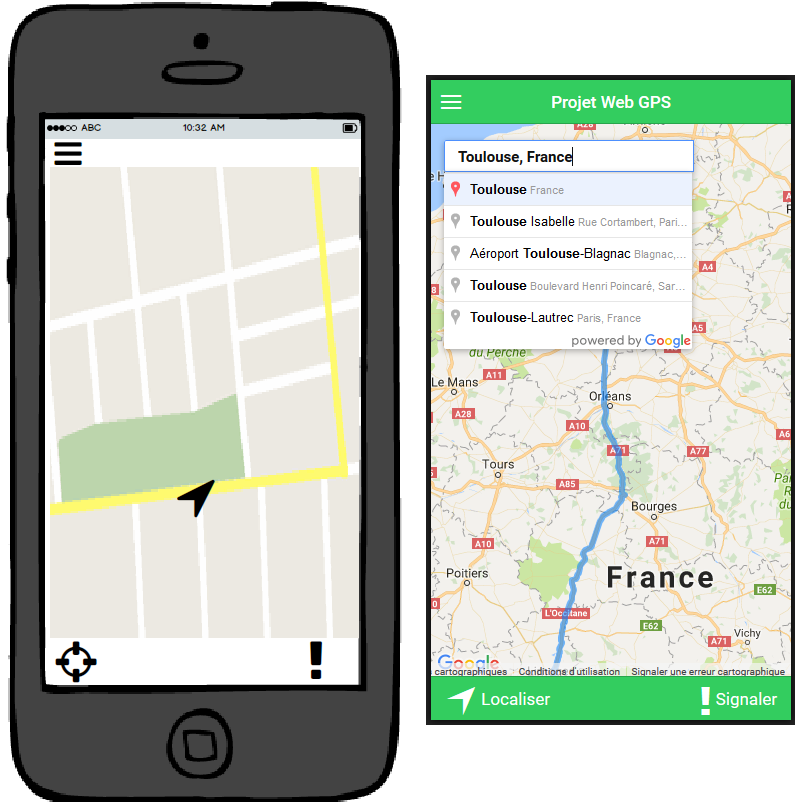 ABC 10:32 AM
Projet Web GPS
Toulouse, France
Toulouse France
Toulouse Isabelle Rue Cortambert, Pari...
Aéroport Toulouse-Blagnac Blagnac,...
Toulouse Boulevard Henri Poincaré, Sar...
Toulouse-Lautrec Paris, France
powered by Google
A28
A4
A5
du Perche
A11
Le Mans
Orléans
A28
A10
A71
A77
A6
Tours
A85
Bourges
A10
A71
Poitiers
France
E62
L'Occitane
E62
A71
Vichy
Google
cartographiques Conditions d'utilisation Signaler une erreur cartographique
Localiser Signaler